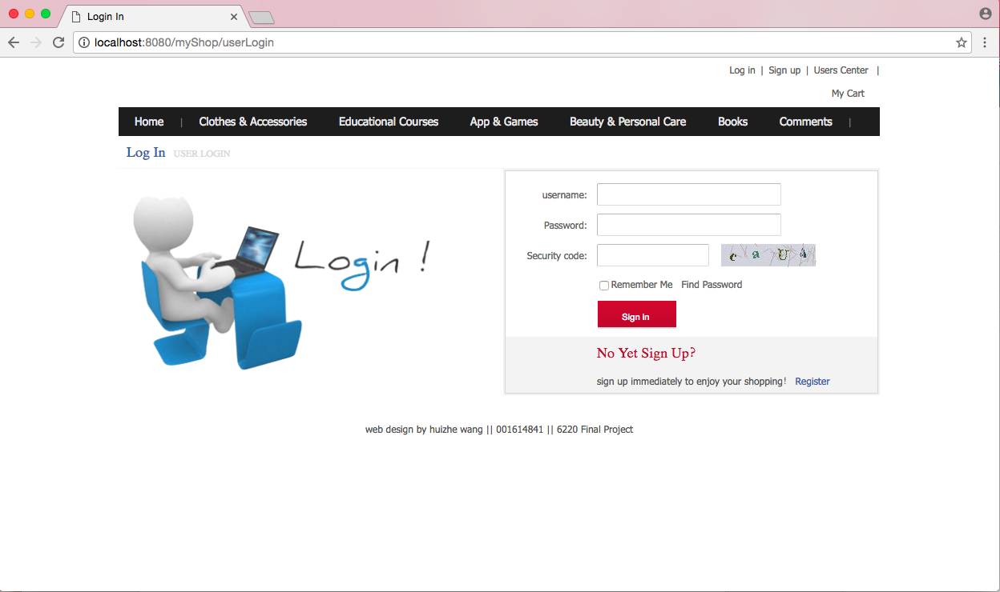 Login In
localhost:8080/myShop/userLogin
Log in | Sign up | Users Center |
My Cart
Home | Clothes & Accessories Educational Courses App & Games Beauty & Personal Care Books Comments |
Log In USER LOGIN
Login !
username:
Password:
Security code:
c a U A
Remember Me Find Password
Sign in
No Yet Sign Up?
sign up immediately to enjoy your shopping! Register
web design by huizhe wang || 001614841 || 6220 Final Project